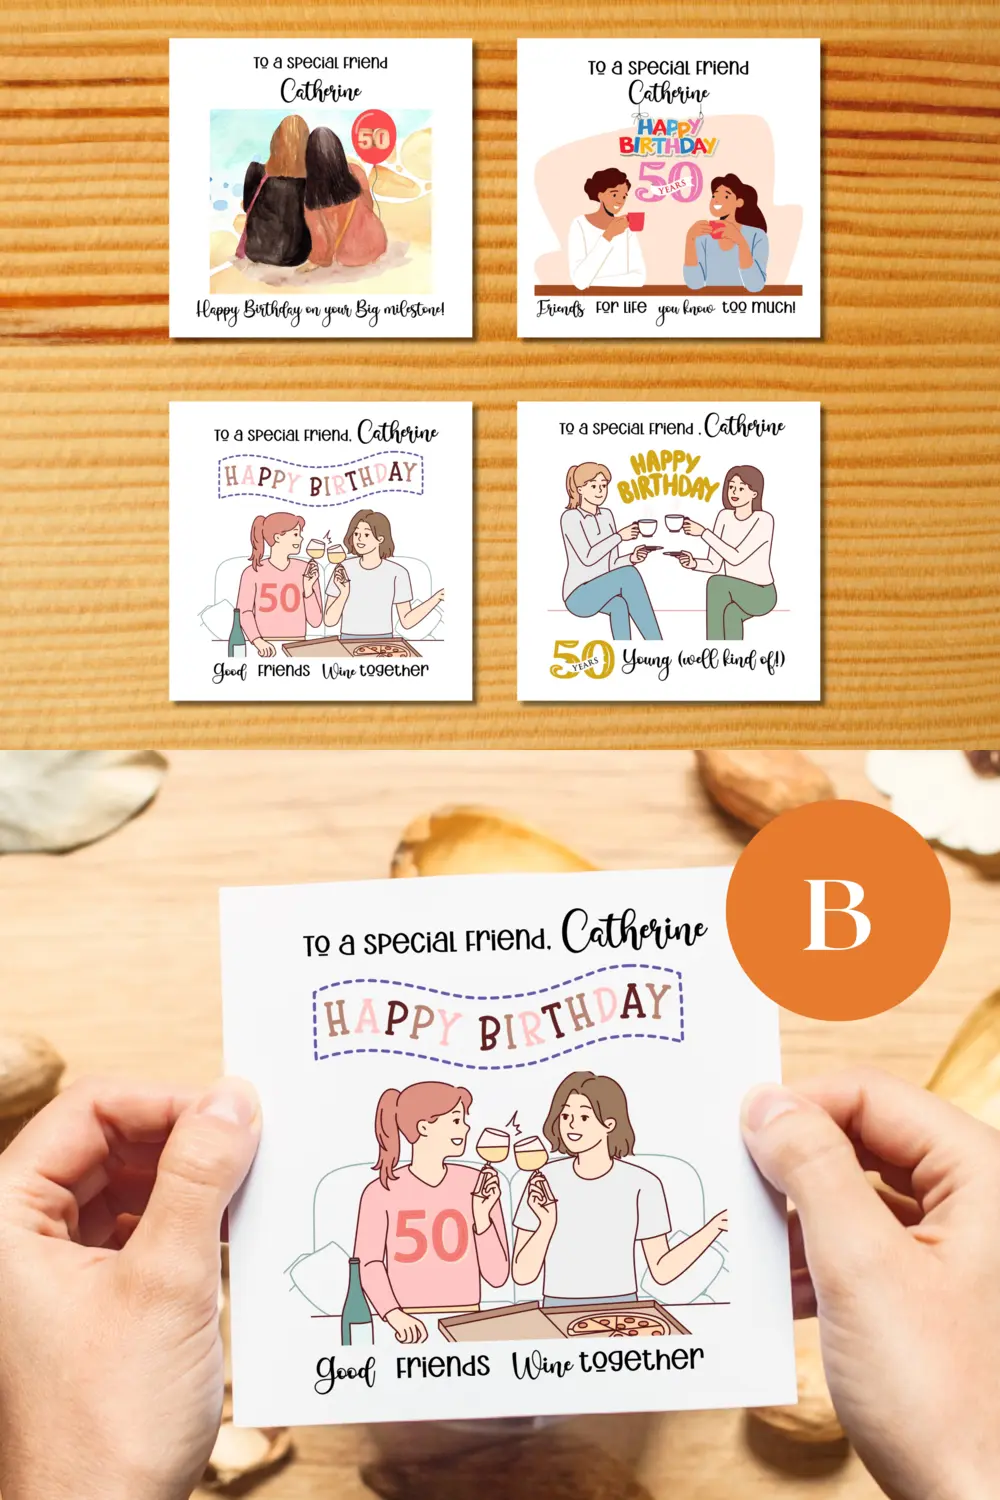 To a special Friend
Catherine
50
Happy Birthday on your Big milestone!
To a special Friend
Catherine
HAPPY
BIRTHDAY
50
YEARS
Friends For life you know too much!
To a special Friend, Catherine
HAPPY BIRTHDAY
50
Good Friends Wine together
To a special Friend , Catherine
HAPPY
BIRTHDAY
50
YEARS
Young (well kind of!)
B
To a special Friend, Catherine
HAPPY BIRTHDAY
50
Good Friends Wine together